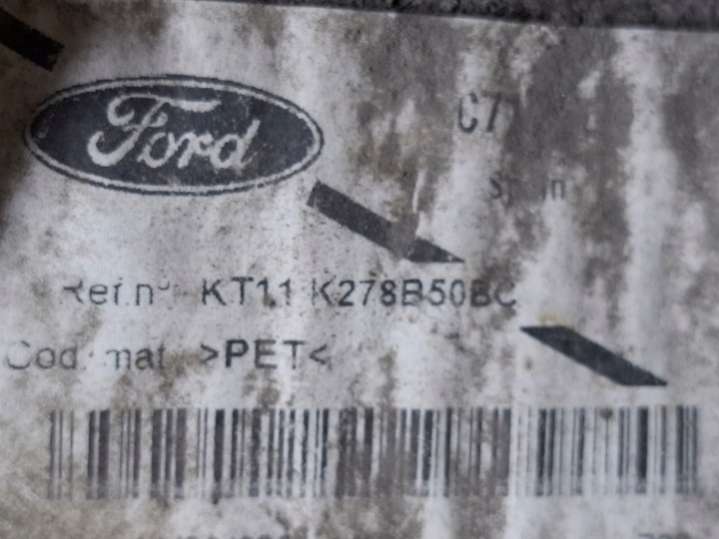 Ford
Ref.nº KT11 K278B50BC
Cod. mat. >PET<